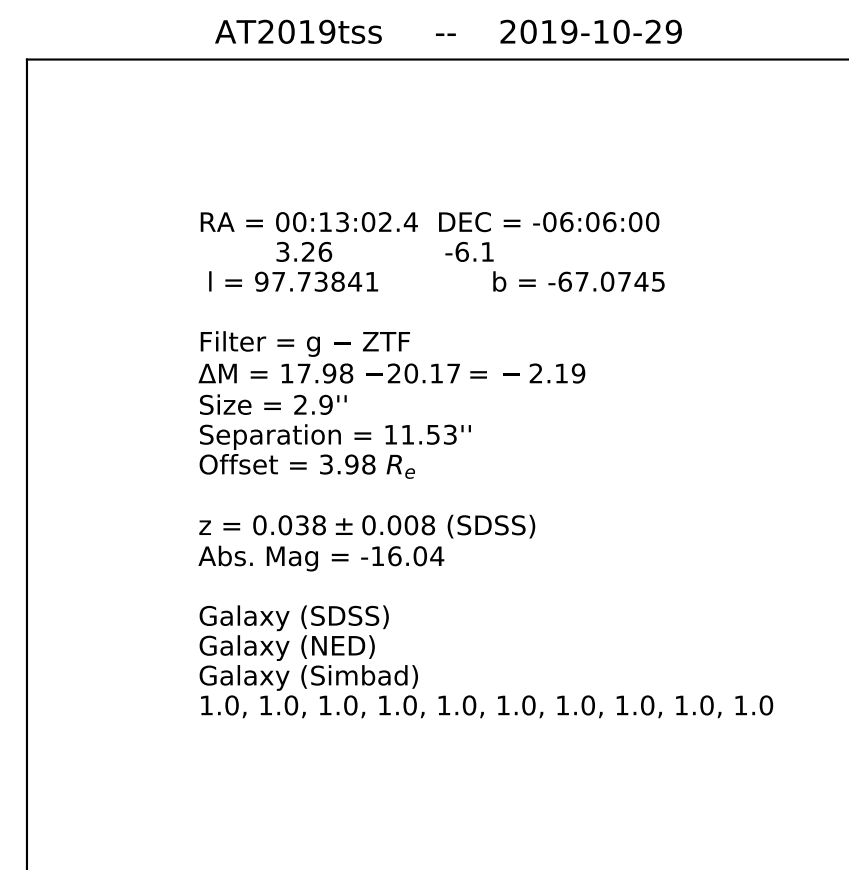 AT2019tss -- 2019-10-29
RA = 00:13:02.4 DEC = -06:06:00
3.26 -6.1
l = 97.73841 b = -67.0745
Filter = g − ZTF
ΔM = 17.98 −20.17 = − 2.19
Size = 2.9''
Separation = 11.53''
Offset = 3.98 Re
z = 0.038 ± 0.008 (SDSS)
Abs. Mag = -16.04
Galaxy (SDSS)
Galaxy (NED)
Galaxy (Simbad)
1.0, 1.0, 1.0, 1.0, 1.0, 1.0, 1.0, 1.0, 1.0, 1.0